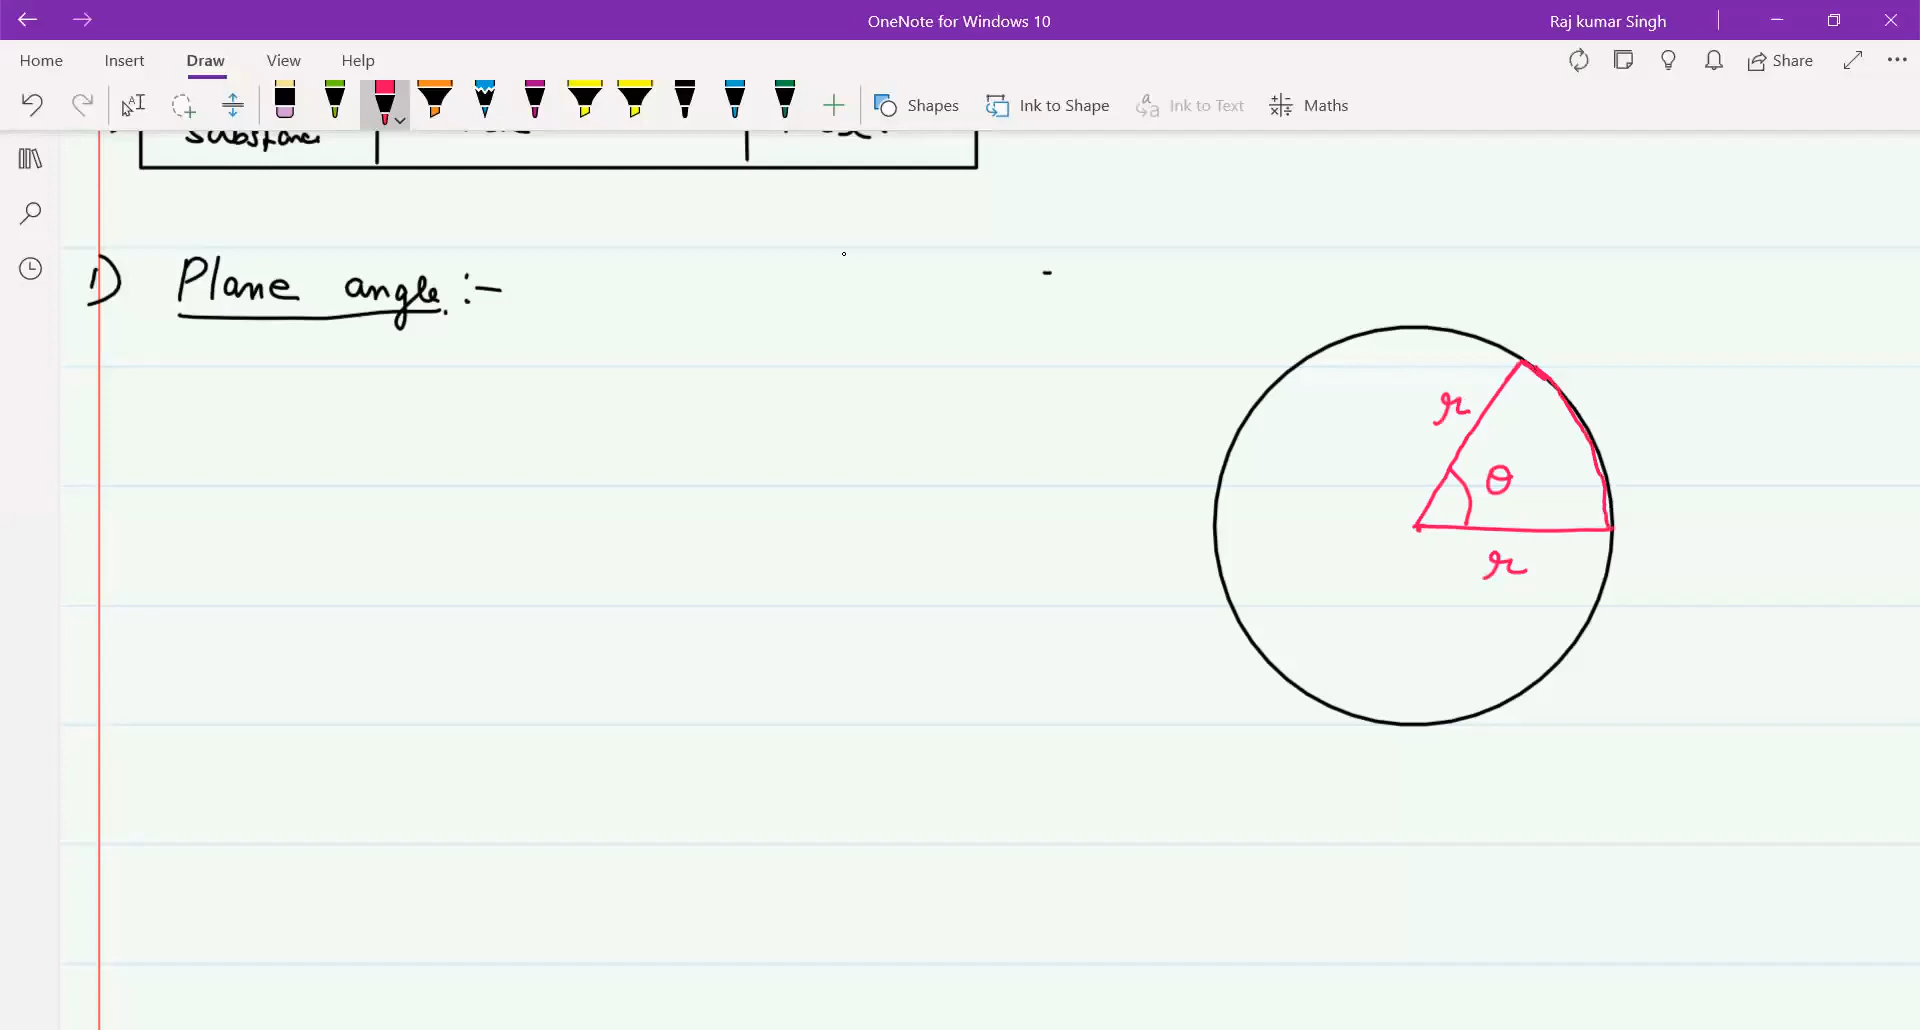 OneNote for Windows 10
Raj kumar Singh
Home Insert Draw View Help
Share
Shapes Ink to Shape Ink to Text Maths
1) Plane angle :-
r
θ
r